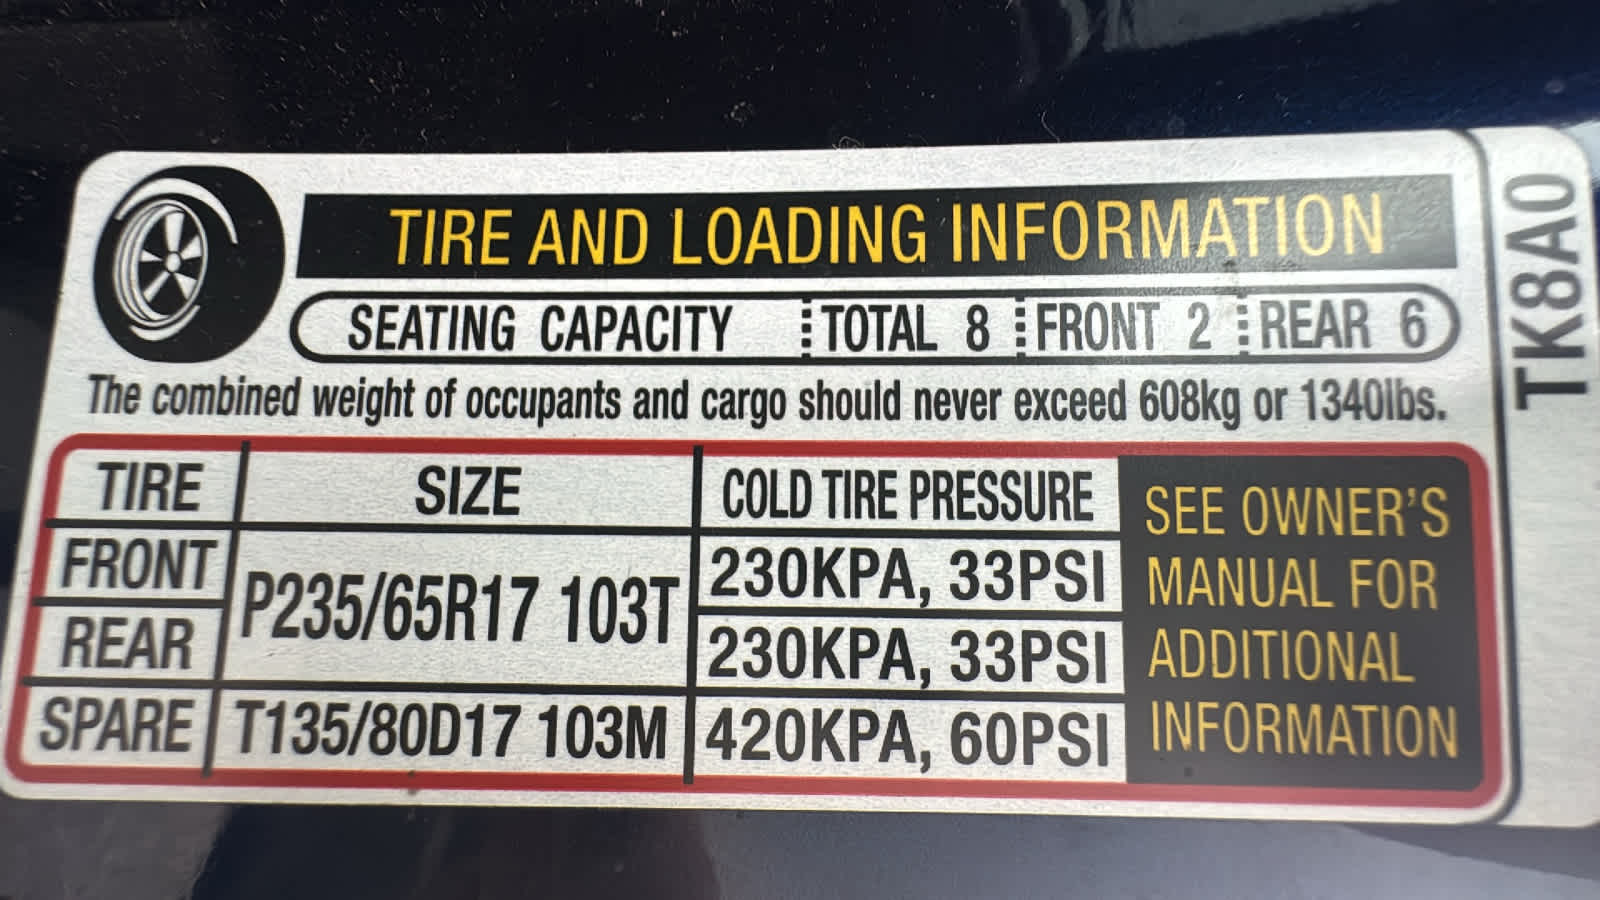 TIRE AND LOADING INFORMATION
SEATING CAPACITY TOTAL 8 FRONT 2 REAR 6
The combined weight of occupants and cargo should never exceed 608kg or 1340lbs.
TIRE SIZE COLD TIRE PRESSURE
FRONT P235/65R17 103T 230KPA, 33PSI
REAR 230KPA, 33PSI
SPARE T135/80D17 103M 420KPA, 60PSI
SEE OWNER'S
MANUAL FOR
ADDITIONAL
INFORMATION
TK8A0